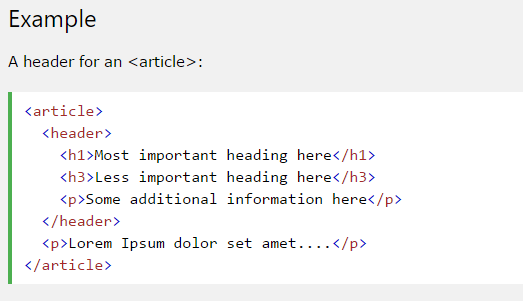 Example
A header for an <article>:
<article>
<header>
<h1>Most important heading here</h1>
<h3>Less important heading here</h3>
<p>Some additional information here</p>
</header>
<p>Lorem Ipsum dolor set amet....</p>
</article>